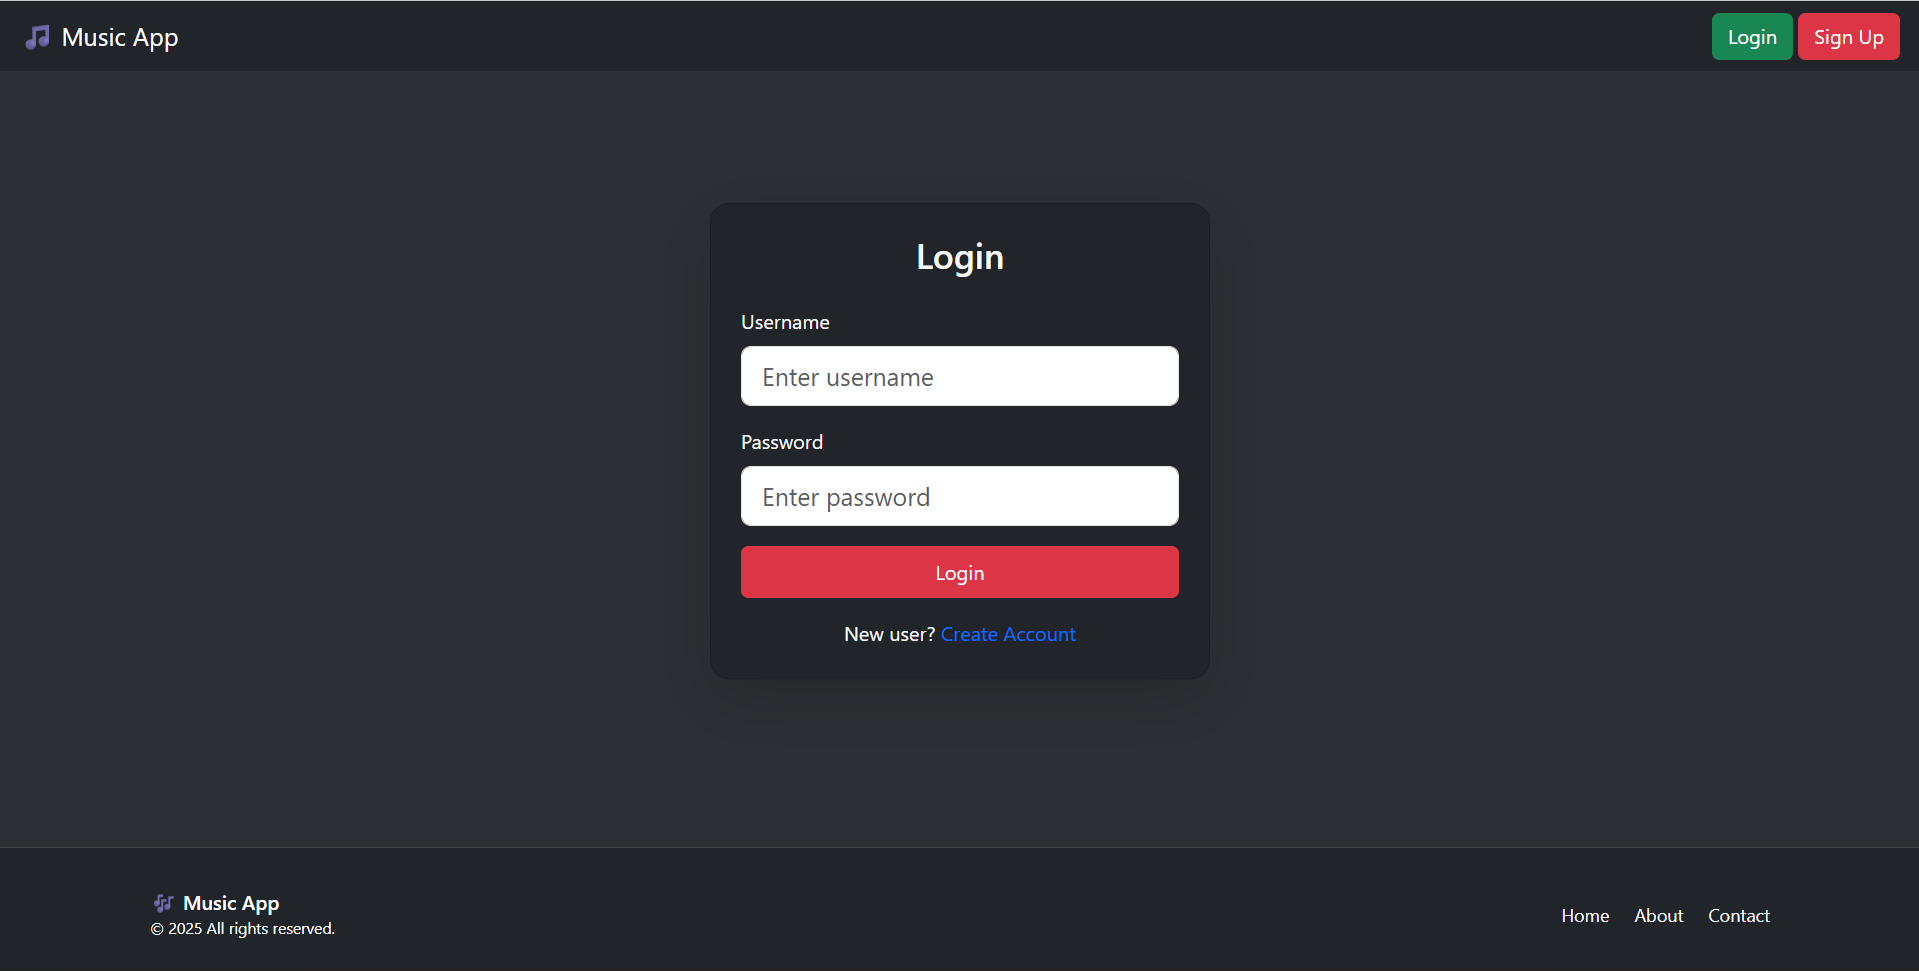 Music App
Login
Sign Up
Login
Username
Enter username
Password
Enter password
Login
New user? Create Account
Music App
© 2025 All rights reserved.
Home
About
Contact